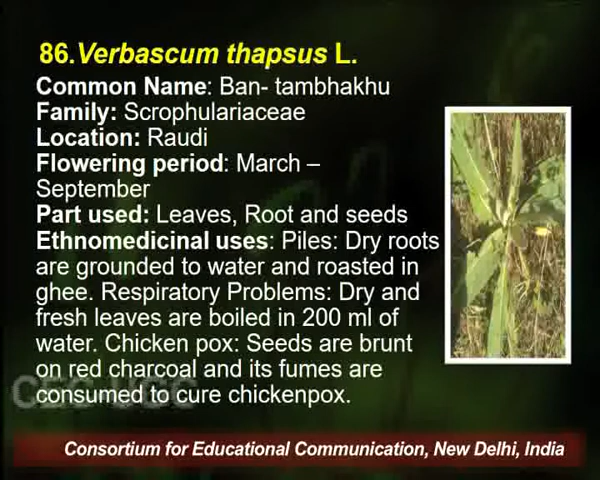 86.Verbascum thapsus L.
Common Name: Ban- tambhakhu
Family: Scrophulariaceae
Location: Raudi
Flowering period: March –
September
Part used: Leaves, Root and seeds
Ethnomedicinal uses: Piles: Dry roots
are grounded to water and roasted in
ghee. Respiratory Problems: Dry and
fresh leaves are boiled in 200 ml of
water. Chicken pox: Seeds are brunt
on red charcoal and its fumes are
consumed to cure chickenpox.
CEC UGC
Consortium for Educational Communication, New Delhi, India